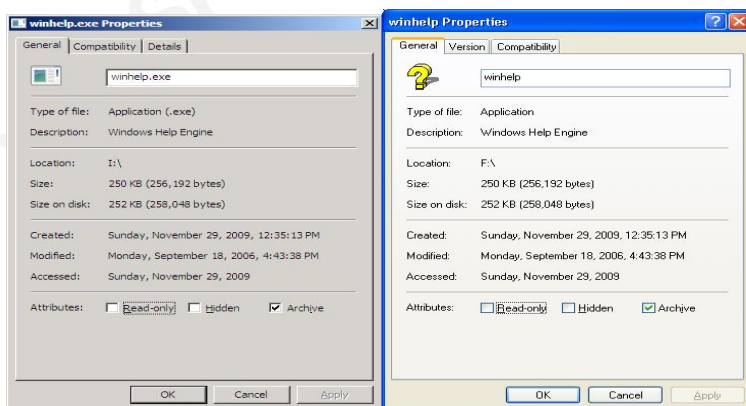 winhelp.exe Properties
General
Compatibility
Details
winhelp.exe
Type of file: Application (.exe)
Description: Windows Help Engine
Location: I:\
Size: 250 KB (256,192 bytes)
Size on disk: 252 KB (258,048 bytes)
Created: Sunday, November 29, 2009, 12:35:13 PM
Modified: Monday, September 18, 2006, 4:43:38 PM
Accessed: Sunday, November 29, 2009
Attributes: Read-only Hidden Archive
OK Cancel Apply
winhelp Properties
General
Version
Compatibility
winhelp
Type of file: Application
Description: Windows Help Engine
Location: F:\
Size: 250 KB (256,192 bytes)
Size on disk: 252 KB (258,048 bytes)
Created: Sunday, November 29, 2009, 12:35:13 PM
Modified: Monday, September 18, 2006, 4:43:38 PM
Accessed: Sunday, November 29, 2009
Attributes: Read-only Hidden Archive
OK Cancel Apply